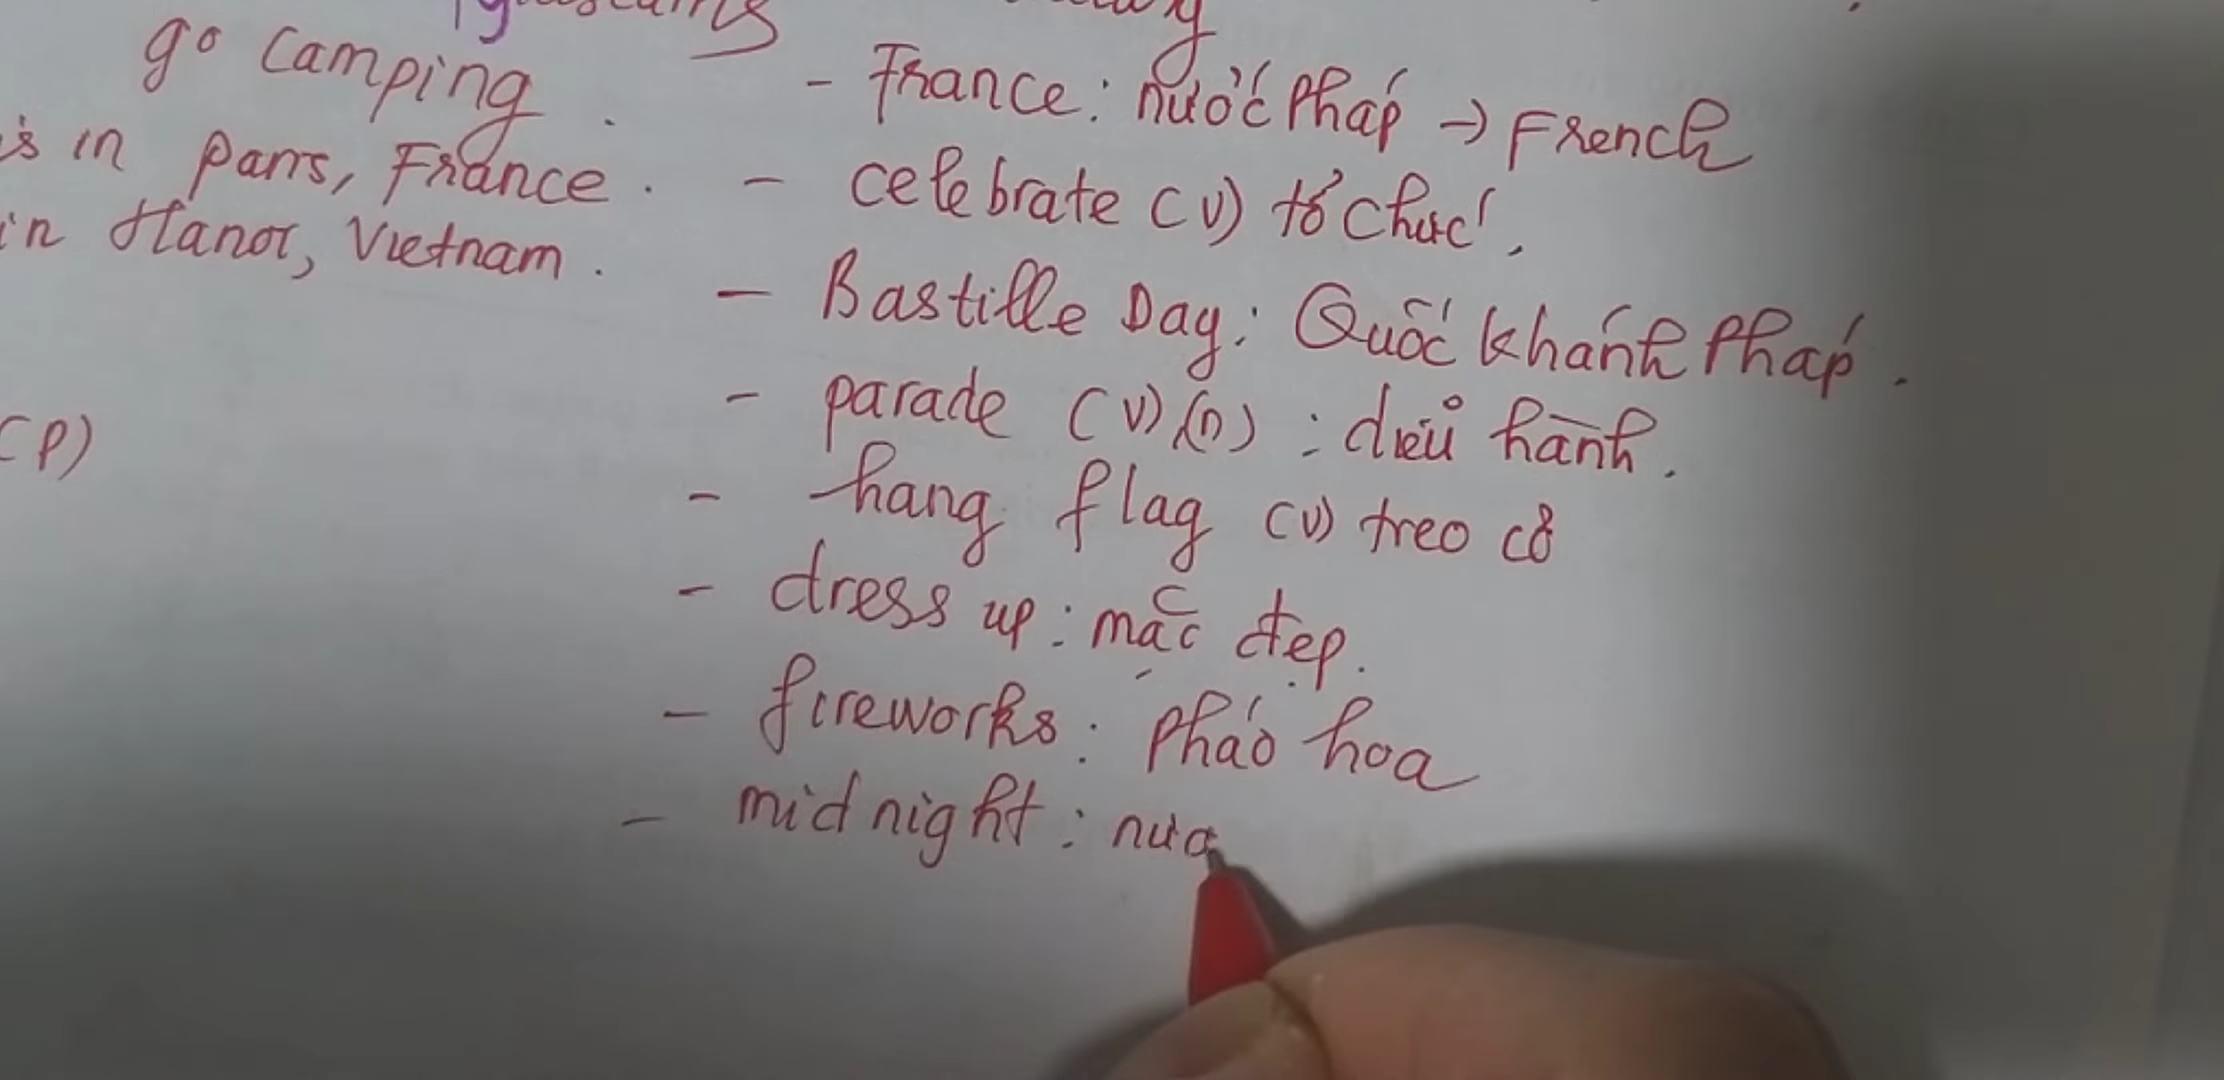 go camping.
is in Paris, France.
in Hanoi, Vietnam.
(P)
- France: nước Pháp → French
- celebrate (v) tổ chức.
- Bastille Day: Quốc khánh Pháp.
- parade (v)(n): diễu hành.
- hang flag (v) treo cờ
- dress up: mặc đẹp.
- fireworks: pháo hoa
- midnight: nưa